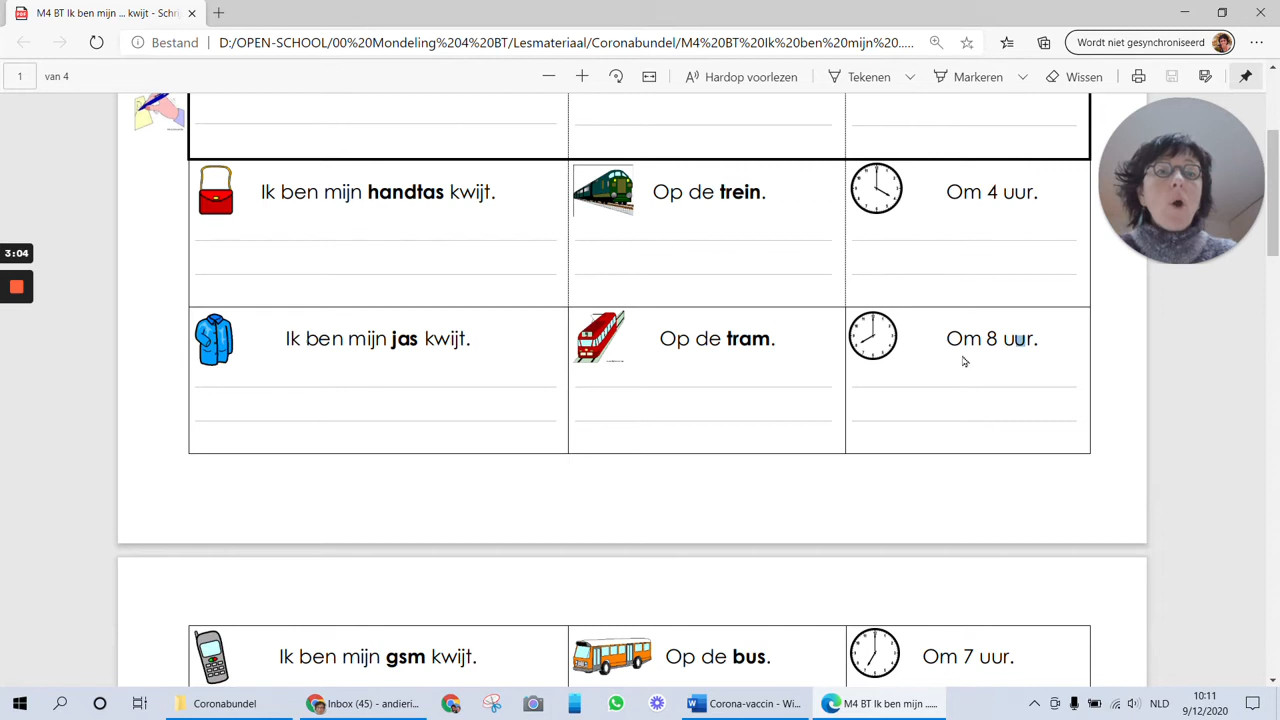 M4 BT Ik ben mijn ... kwijt - Schrij
Bestand
D:/OPEN-SCHOOL/00%20Mondeling%204%20BT/Lesmateriaal/Coronabundel/M4%20BT%20Ik%20ben%20mijn%20.....
Wordt niet gesynchroniseerd
1 van 4
Hardop voorlezen
Tekenen
Markeren
Wissen
Ik ben mijn handtas kwijt.
Op de trein.
Om 4 uur.
3:04
Ik ben mijn jas kwijt.
Op de tram.
Om 8 uur.
Ik ben mijn gsm kwijt.
Op de bus.
Om 7 uur.
Coronabundel
Inbox (45) - andieri...
Corona-vaccin - Wi...
M4 BT Ik ben mijn .....
NLD
10:11
9/12/2020